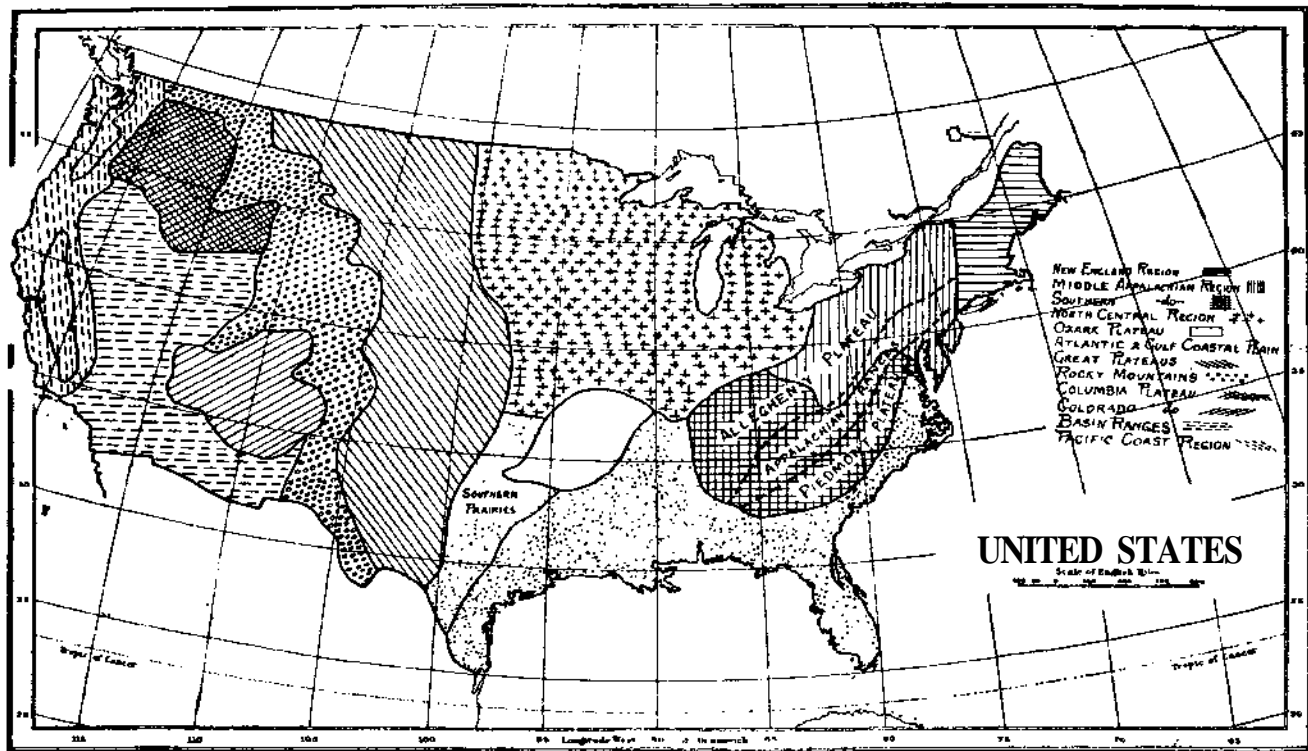 NEW ENGLAND REGION
MIDDLE APPALACHIAN REGION
SOUTHERN do
NORTH CENTRAL REGION
OZARK PLATEAU
ATLANTIC & GULF COASTAL PLAIN
GREAT PLATEAUS
ROCKY MOUNTAINS
COLUMBIA PLATEAU
COLORADO do
BASIN RANGES
PACIFIC COAST REGION
PLATEAU
ALLEGHENY
APPALACHIAN
PIEDMONT PLATEAU
SOUTHERN
PRAIRIES
UNITED STATES
Scale of English Miles
Tropic of Cancer
Tropic of Cancer
Longitude West